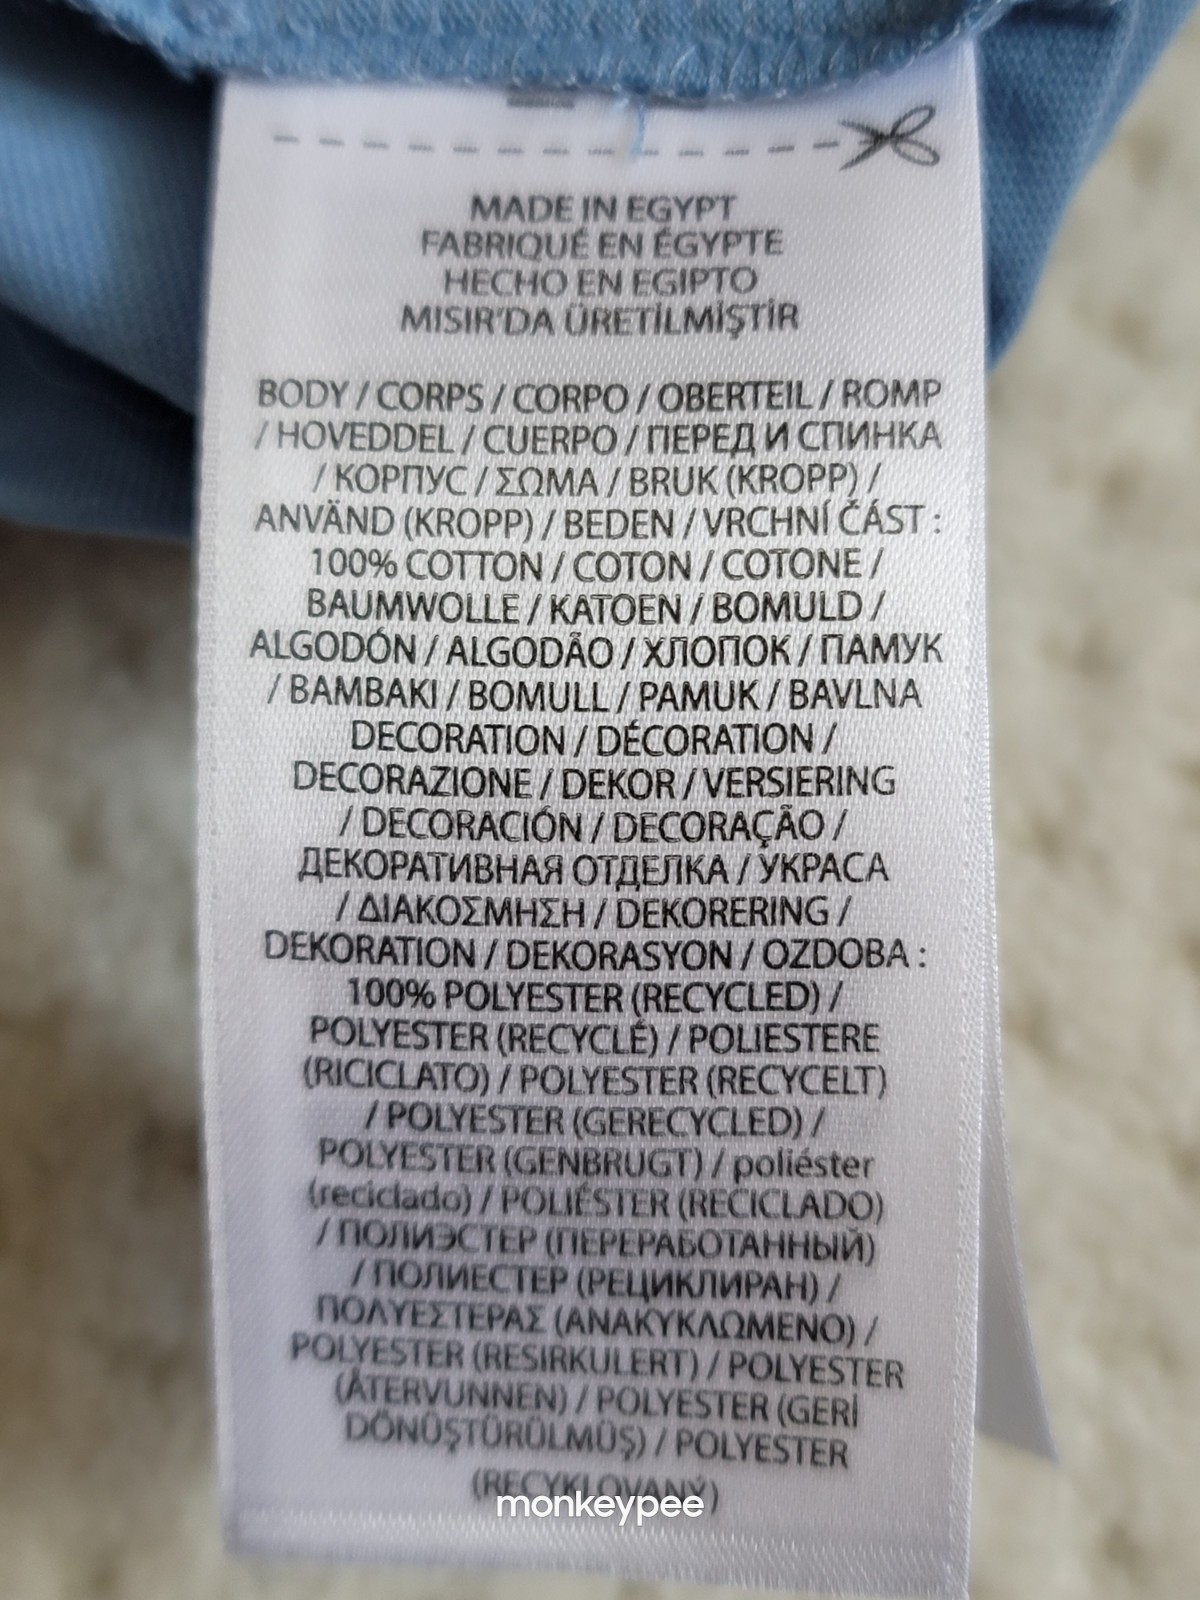 MADE IN EGYPT
FABRIQUÉ EN ÉGYPTE
HECHO EN EGIPTO
MISIR'DA ÜRETİLMİŞTİR
BODY / CORPS / CORPO / OBERTEIL / ROMP
/ HOVEDDEL / CUERPO / ПЕРЕД И СПИНКА
/ КОРПУС / ΣΩΜΑ / BRUK (KROPP) /
ANVÄND (KROPP) / BEDEN / VRCHNÍ ČÁST :
100% COTTON / COTON / COTONE /
BAUMWOLLE / KATOEN / BOMULD /
ALGODÓN / ALGODÃO / ХЛОПОК / ПАМУК
/ BAMBAKI / BOMULL / PAMUK / BAVLNA
DECORATION / DÉCORATION /
DECORAZIONE / DEKOR / VERSIERING
/ DECORACIÓN / DECORAÇÃO /
ДЕКОРАТИВНАЯ ОТДЕЛКА / УКРАСА
/ ΔΙΑΚΟΣΜΗΣΗ / DEKORERING /
DEKORATION / DEKORASYON / OZDOBA :
100% POLYESTER (RECYCLED) /
POLYESTER (RECYCLÉ) / POLIESTERE
(RICICLATO) / POLYESTER (RECYCELT)
/ POLYESTER (GERECYCLED) /
POLYESTER (GENBRUGT) / poliéster
(reciclado) / POLIÉSTER (RECICLADO)
/ ПОЛИЭСТЕР (ПЕРЕРАБОТАННЫЙ)
/ ПОЛИЕСТЕР (РЕЦИКЛИРАН) /
ΠΟΛΥΕΣΤΕΡΑΣ (ΑΝΑΚΥΚΛΩΜΕΝΟ) /
POLYESTER (RESIRKULERT) / POLYESTER
(ÅTERVUNNEN) / POLYESTER (GERİ
DÖNÜŞTÜRÜLMÜŞ) / POLYESTER
(RECYKLOVANÝ)
monkeypee